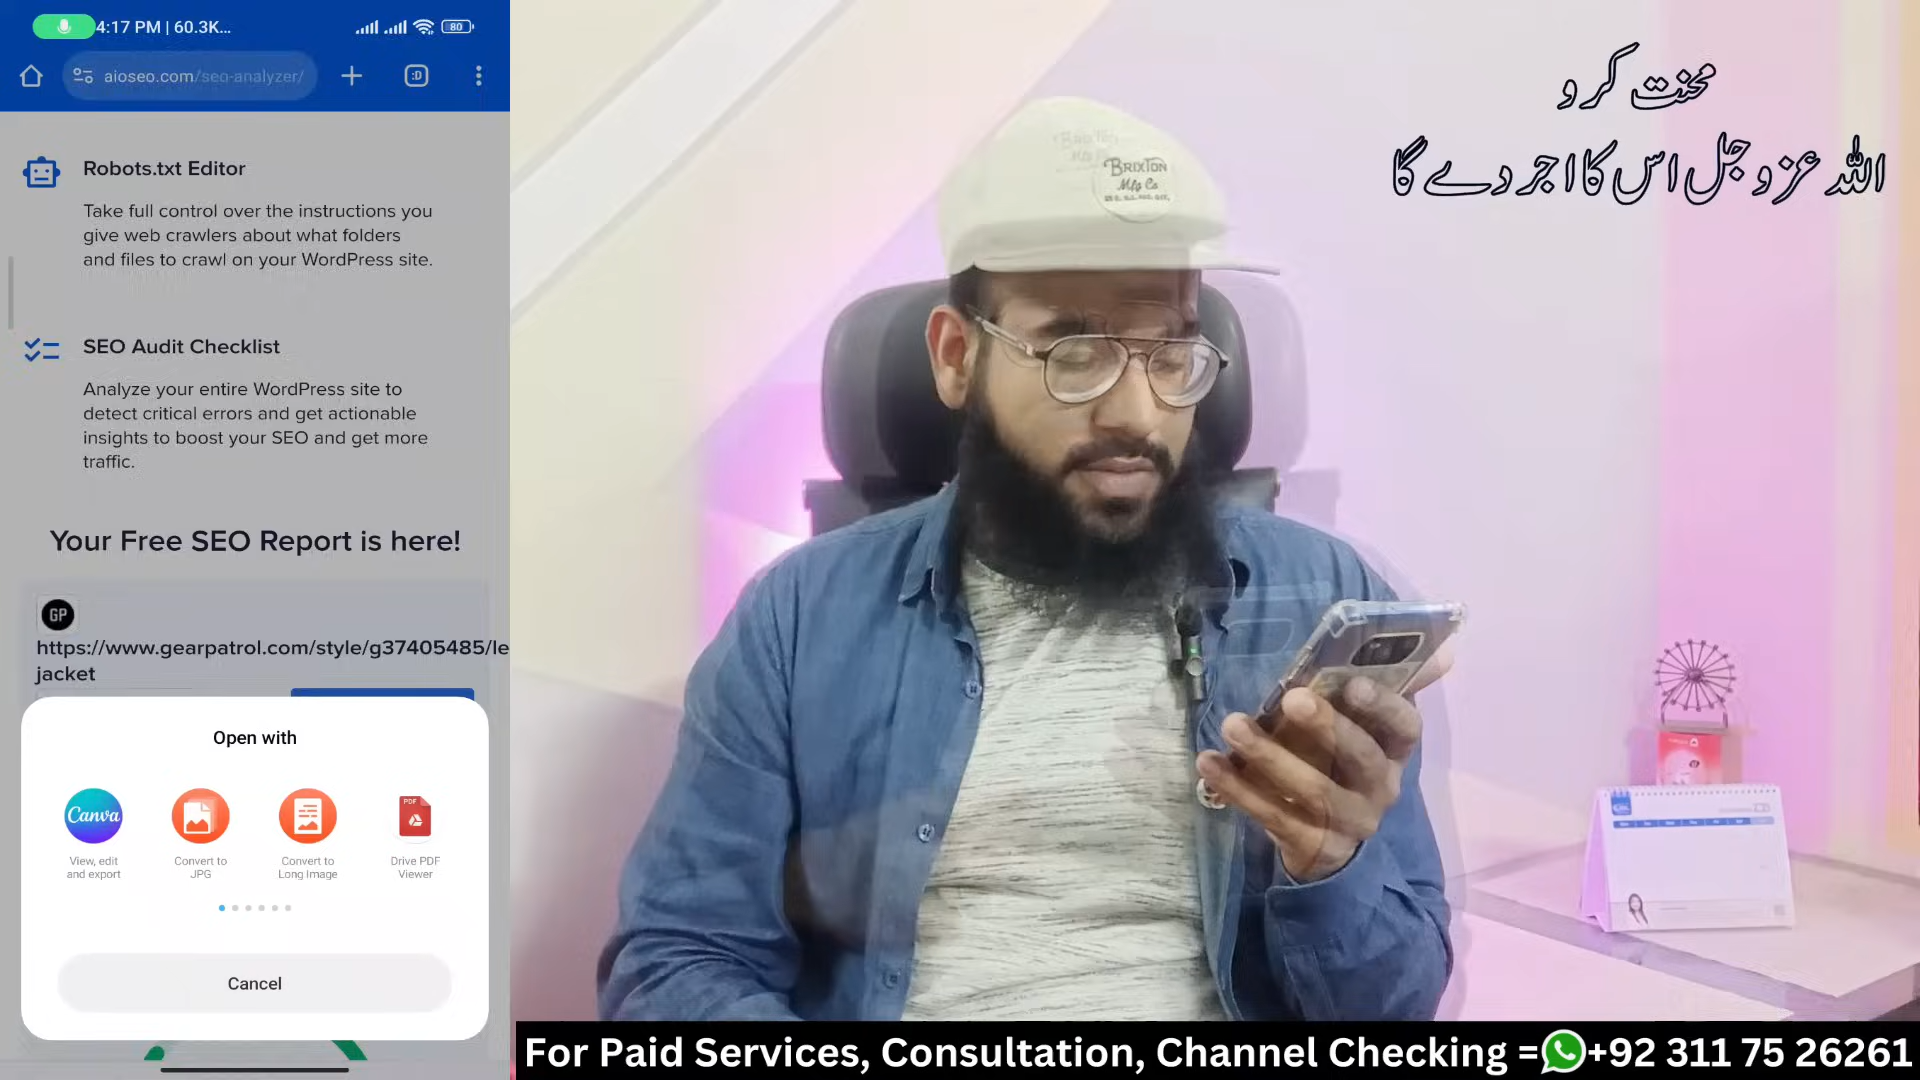 4:17 PM | 60.3K...
80
aioseo.com/seo-analyzer/
:D
Robots.txt Editor
Take full control over the instructions you
give web crawlers about what folders
and files to crawl on your WordPress site.
SEO Audit Checklist
Analyze your entire WordPress site to
detect critical errors and get actionable
insights to boost your SEO and get more
traffic.
Your Free SEO Report is here!
GP
https://www.gearpatrol.com/style/g37405485/le
jacket
Open with
Canva
View, edit
and export
Convert to
JPG
Convert to
Long Image
PDF
Drive PDF
Viewer
Cancel
محنت کرو
اللہ عزوجل اس کا اجر دے گا
BRIXTON
Mfg Co
For Paid Services, Consultation, Channel Checking =+92 311 75 26261